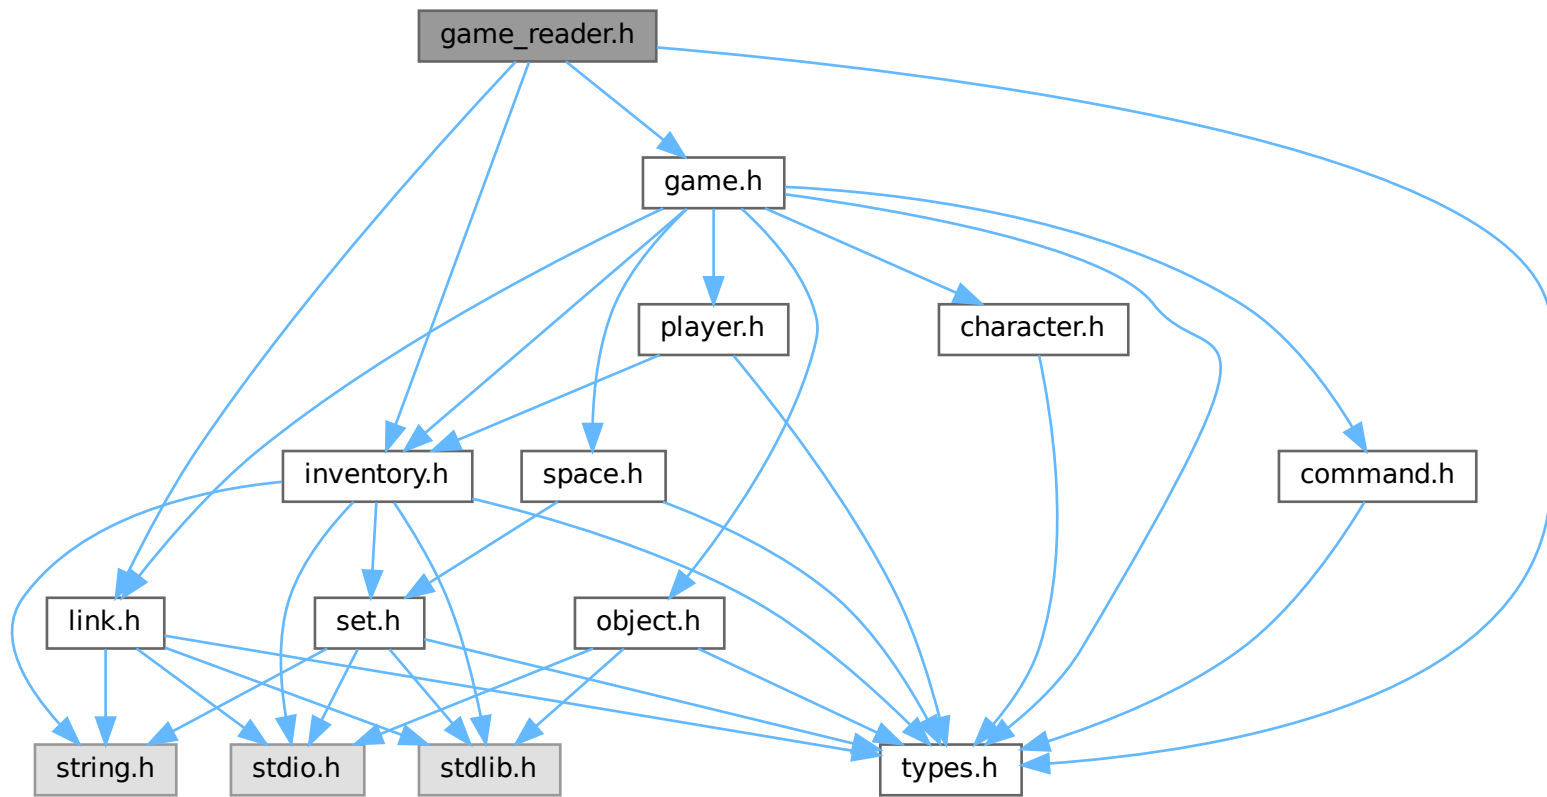 game_reader.h
game.h
player.h
character.h
inventory.h
space.h
command.h
link.h
set.h
object.h
string.h
stdio.h
stdlib.h
types.h